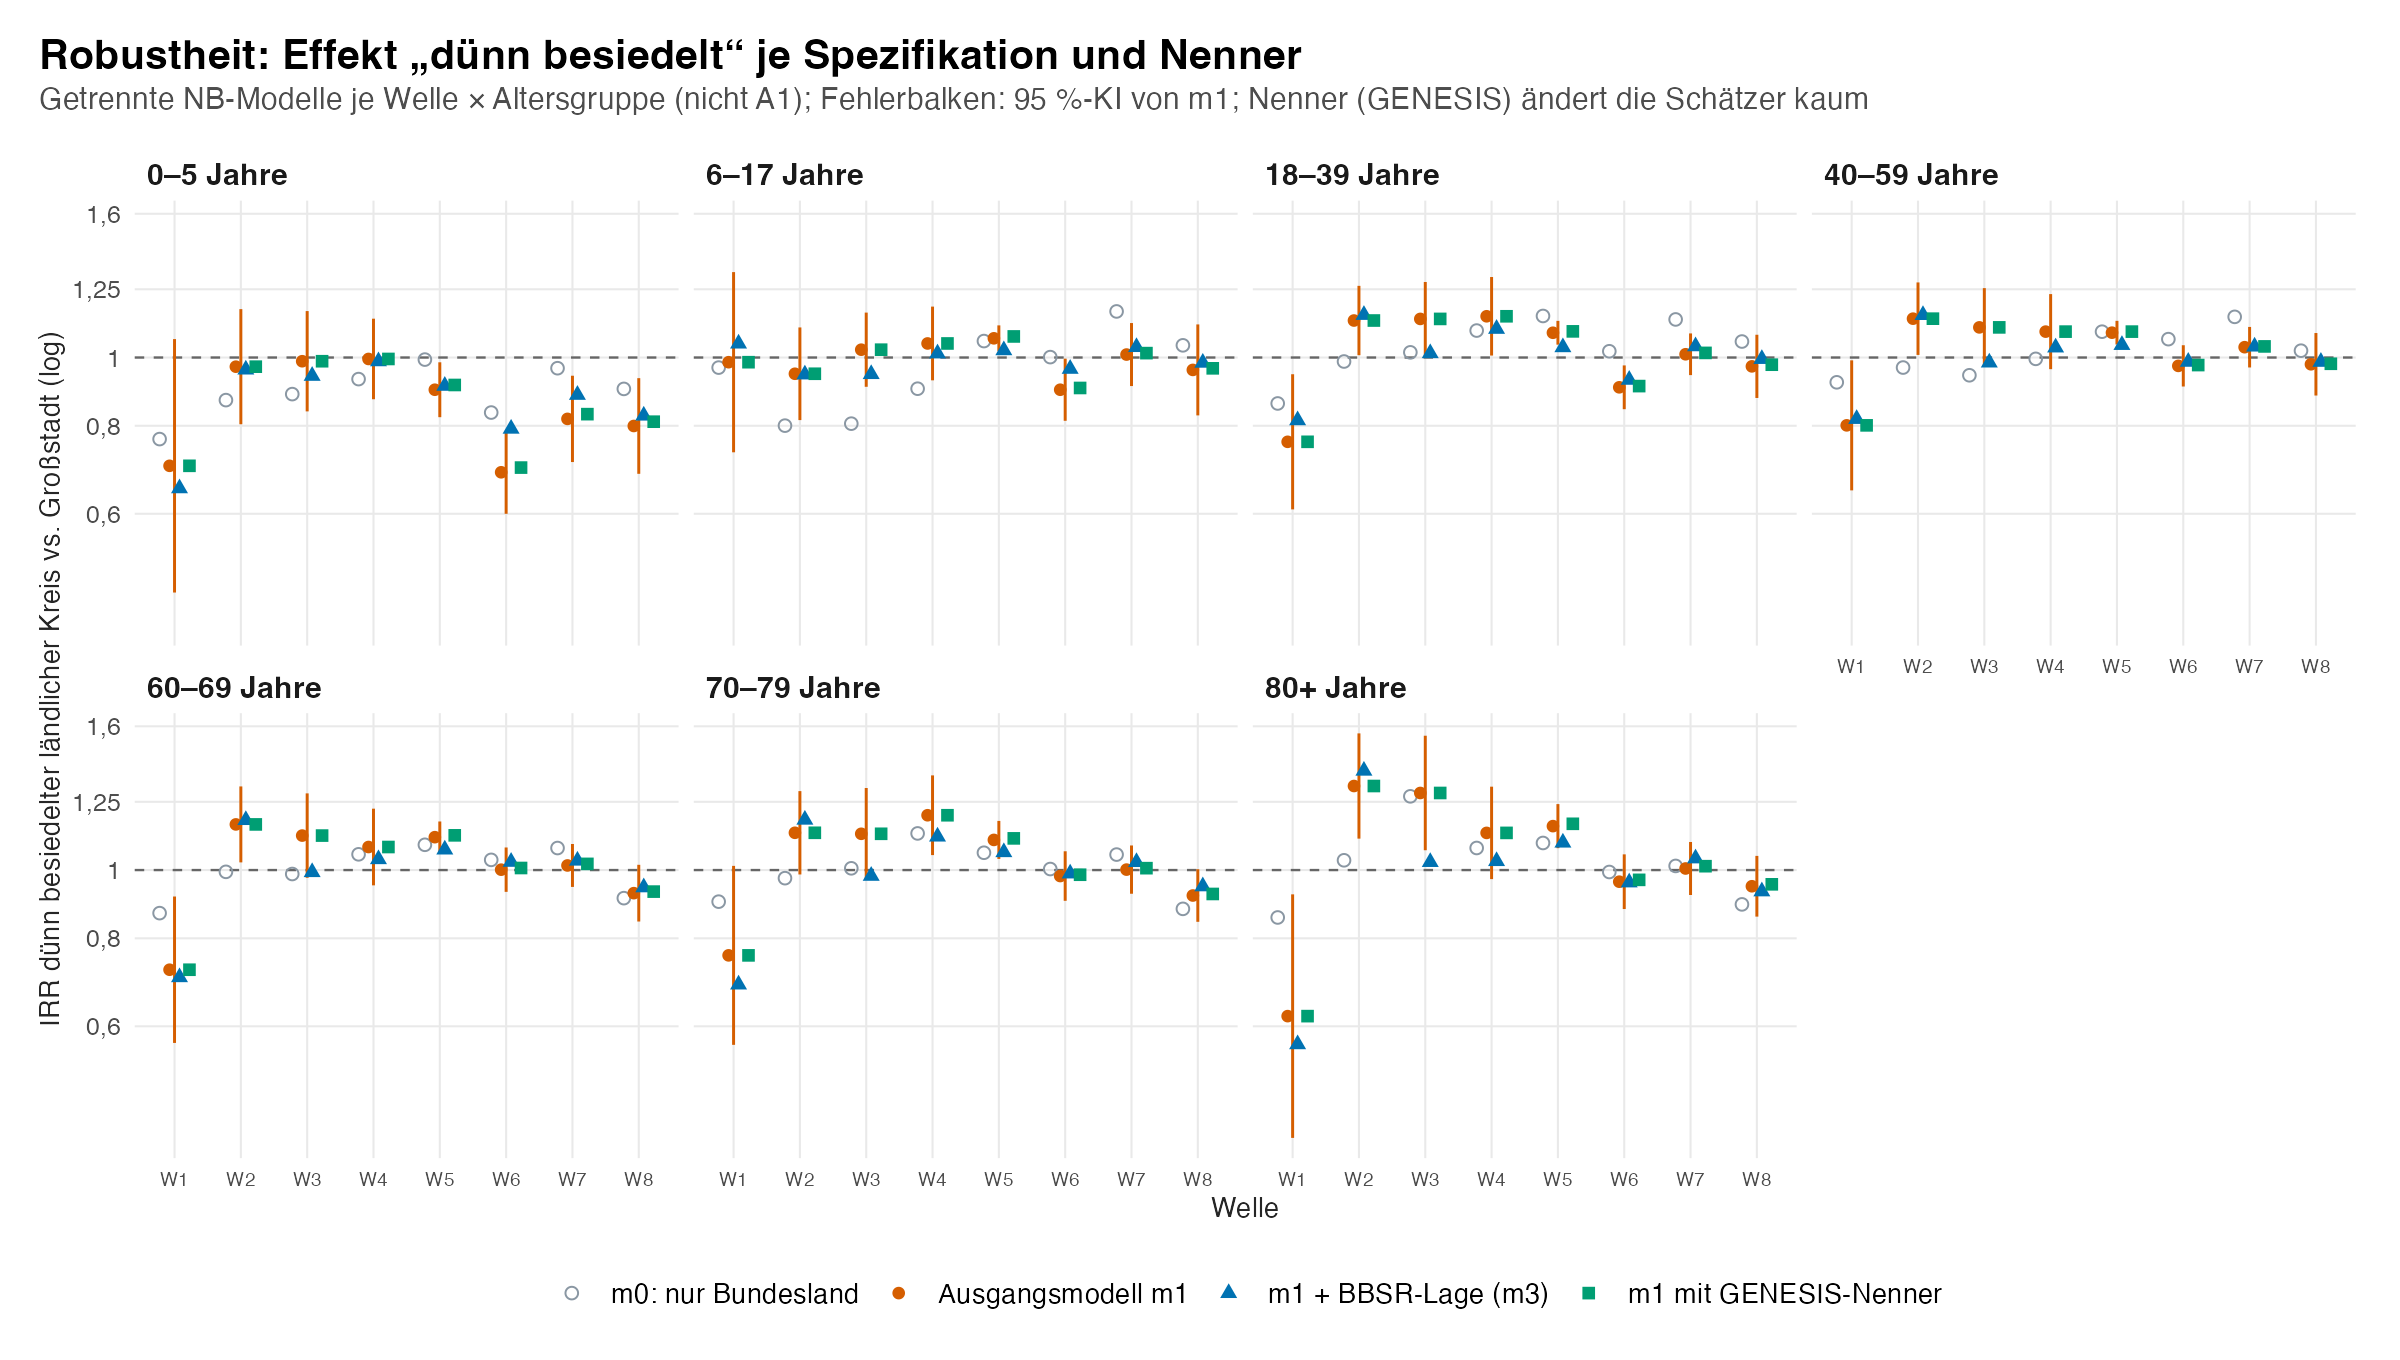 Robustheit: Effekt „dünn besiedelt“ je Spezifikation und Nenner
Getrennte NB-Modelle je Welle × Altersgruppe (nicht A1); Fehlerbalken: 95 %-KI von m1; Nenner (GENESIS) ändert die Schätzer kaum
IRR dünn besiedelter ländlicher Kreis vs. Großstadt (log)
0–5 Jahre
6–17 Jahre
18–39 Jahre
40–59 Jahre
1,6
1,25
1
0,8
0,6
W1 W2 W3 W4 W5 W6 W7 W8
60–69 Jahre
70–79 Jahre
80+ Jahre
1,6
1,25
1
0,8
0,6
W1 W2 W3 W4 W5 W6 W7 W8
W1 W2 W3 W4 W5 W6 W7 W8
W1 W2 W3 W4 W5 W6 W7 W8
Welle
m0: nur Bundesland
Ausgangsmodell m1
m1 + BBSR-Lage (m3)
m1 mit GENESIS-Nenner